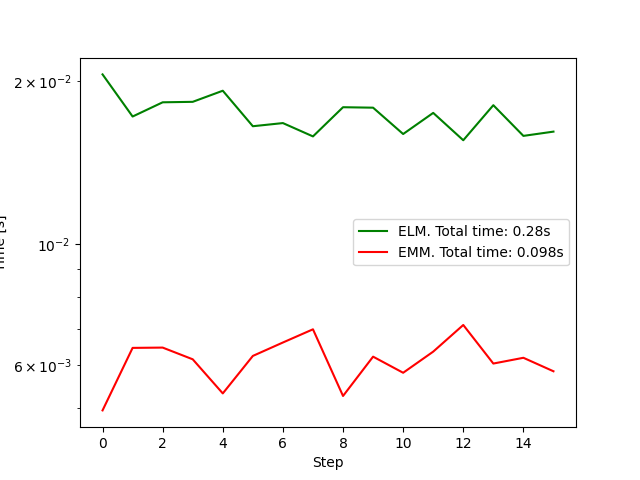 2 × 10⁻²
10⁻²
6 × 10⁻³
Time [s]
ELM. Total time: 0.28s
EMM. Total time: 0.098s
0 2 4 6 8 10 12 14
Step